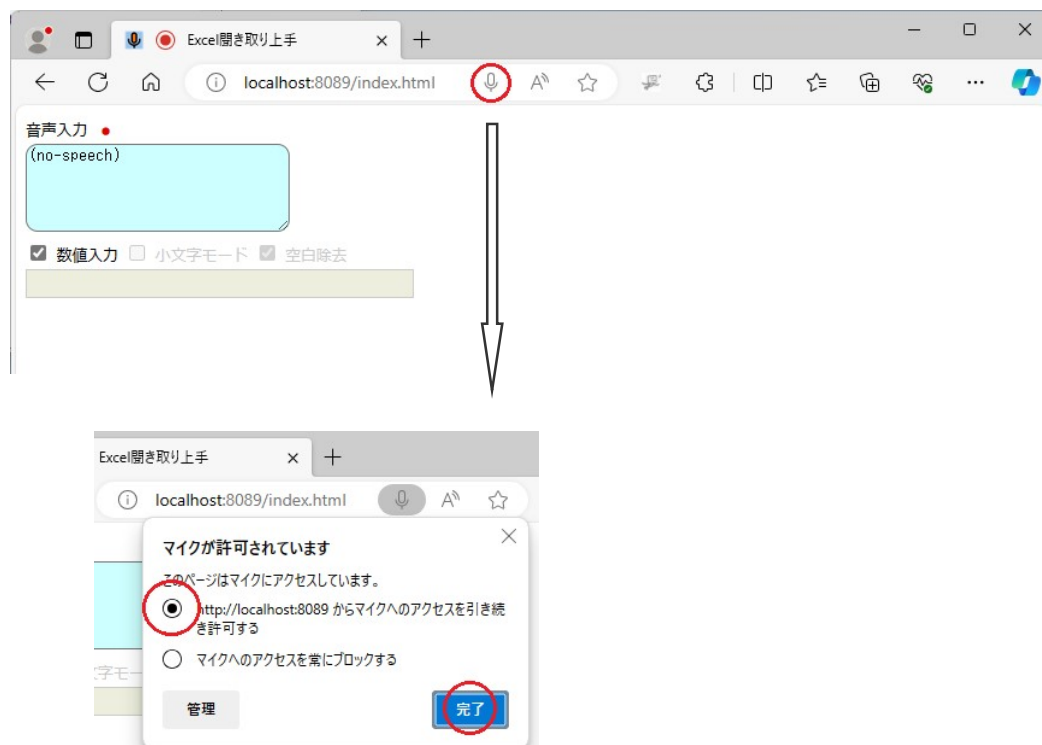 Excel聞き取り上手
localhost:8089/index.html
音声入力
(no-speech)
数値入力 小文字モード 空白除去
Excel聞き取り上手
localhost:8089/index.html
マイクが許可されています
このページはマイクにアクセスしています。
http://localhost:8089 からマイクへのアクセスを引き続
き許可する
マイクへのアクセスを常にブロックする
文字モー
管理 完了